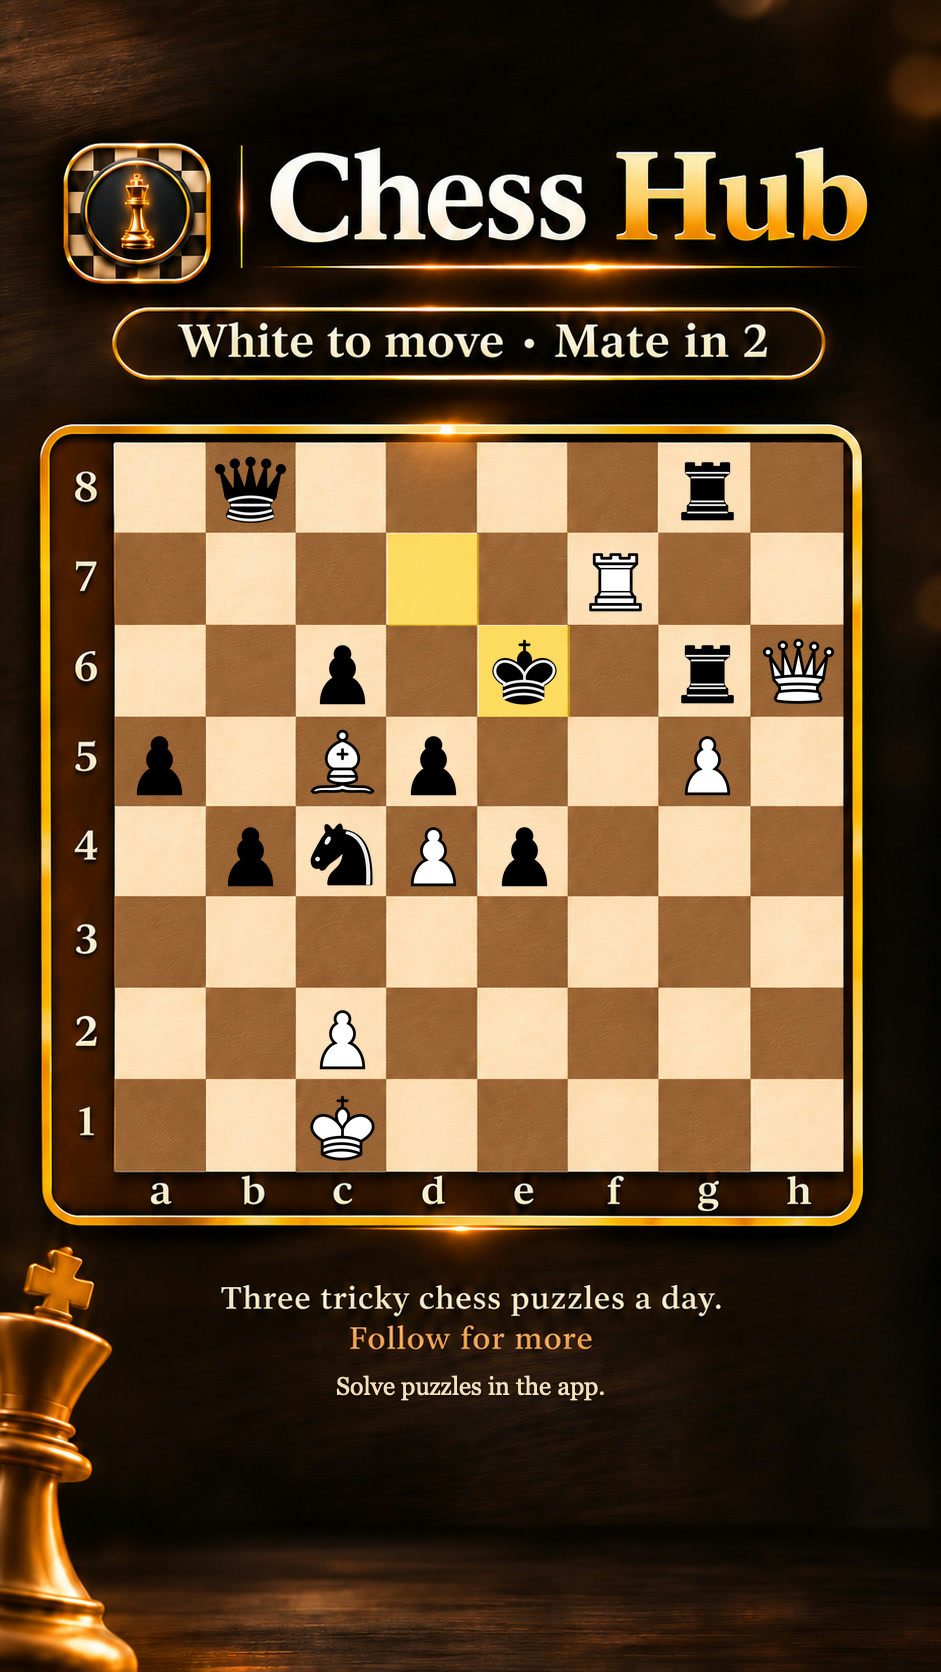 Chess Hub
White to move • Mate in 2
8
7
6
5
4
3
2
1
a b c d e f g h
Three tricky chess puzzles a day.
Follow for more
Solve puzzles in the app.